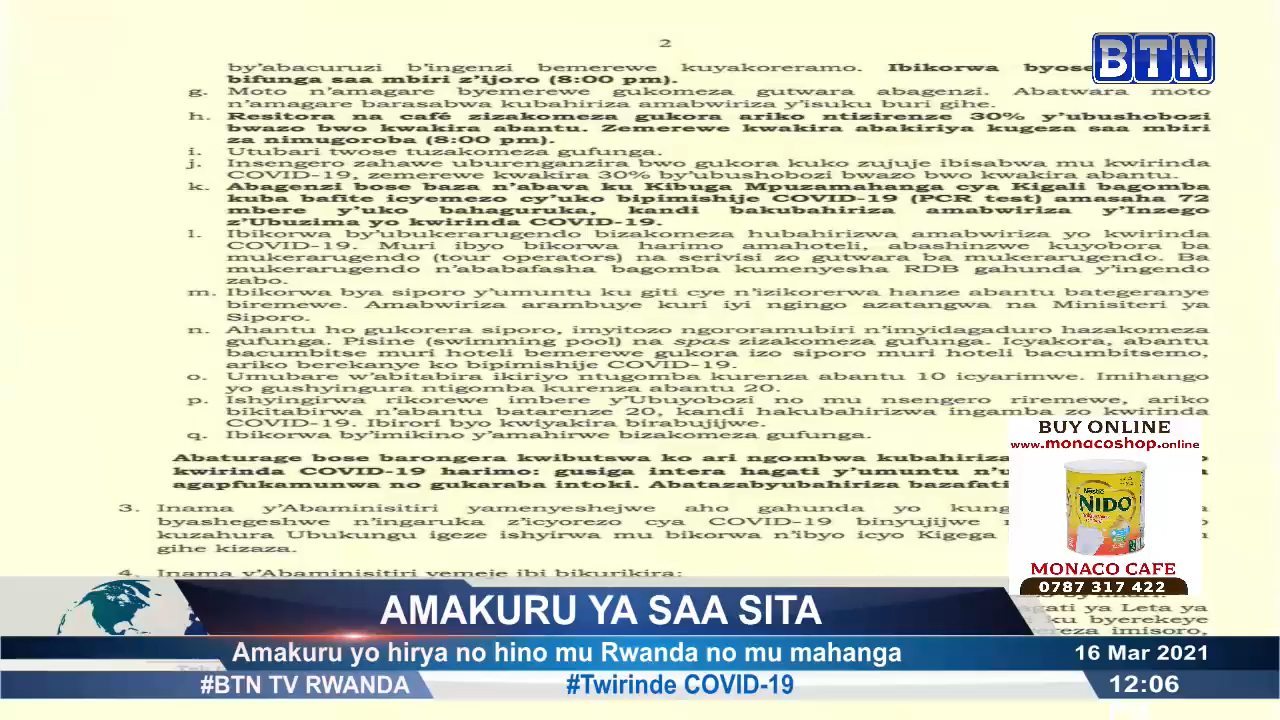 2
BTN
by'abacuruzi b'ingenzi bemerewe kuyakoreramo. Ibikorwa byose
bifunga saa mbiri z'ijoro (8:00 pm).
g. Moto n'amagare byemerewe gukomeza gutwara abagenzi. Abatwara moto
n'amagare barasabwa kubahiriza amabwiriza y'isuku buri gihe.
h. Resitora na café zizakomeza gukora ariko ntizirenze 30% y'ubushobozi
bwazo bwo kwakira abantu. Zemerewe kwakira abakiriya kugeza saa mbiri
za nimugoroba (8:00 pm).
i. Utubari twose tuzakomeza gufunga.
j. Insengero zahawe uburenganzira bwo gukora kuko zujuje ibisabwa mu kwirinda
COVID-19, zemerewe kwakira 30% by'ubushobozi bwazo bwo kwakira abantu.
k. Abagenzi bose baza n'abava ku Kibuga Mpuzamahanga cya Kigali bagomba
kuba bafite icyemezo cy'uko bipimishije COVID-19 (PCR test) amasaha 72
mbere y'uko bahaguruka, kandi bakubahiriza amabwiriza y'Inzego
z'Ubuzima yo kwirinda COVID-19.
l. Ibikorwa by'ubukerarugendo bizakomeza hubahirizwa amabwiriza yo kwirinda
COVID-19. Muri ibyo bikorwa harimo amahoteli, abashinzwe kuyobora ba
mukerarugendo (tour operators) na serivisi zo gutwara ba mukerarugendo. Ba
mukerarugendo n'ababafasha bagomba kumenyesha RDB gahunda y'ingendo
zabo.
m. Ibikorwa bya siporo y'umuntu ku giti cye n'izikorerwa hanze abantu bategeranye
biremewe. Amabwiriza arambuye kuri iyi ngingo azatangwa na Minisiteri ya
Siporo.
n. Ahantu ho gukorera siporo, imyitozo ngororamubiri n'imyidagaduro hazakomeza
gufunga. Pisine (swimming pool) na spas zizakomeza gufunga. Icyakora, abantu
bacumbitse muri hoteli bemerewe gukora izo siporo muri hoteli bacumbitsemo,
ariko berekanye ko bipimishije COVID-19.
o. Umubare w'abitabira ikiriyo ntugomba kurenza abantu 10 icyarimwe. Imihango
yo gushyingura ntigomba kurenza abantu 20.
p. Ishyingirwa rikorewe imbere y'Ubuyobozi no mu nsengero riremewe, ariko
bikitabirwa n'abantu batarenze 20, kandi hakubahirizwa ingamba zo kwirinda
COVID-19. Ibirori byo kwiyakira birabujijwe.
q. Ibikorwa by'imikino y'amahirwe bizakomeza gufunga.
Abaturage bose barongera kwibutswa ko ari ngombwa kubahiriza
kwirinda COVID-19 harimo: gusiga intera hagati y'umuntu
agapfukamunwa no gukaraba intoki. Abatazabyubahiriza
3. Inama y'Abaminisitiri yamenyeshejwe aho gahunda yo
byashegeshwe n'ingaruka z'icyorezo cya COVID-19 binyujijwe
kuzahura Ubukungu igeze ishyirwa mu bikorwa n'ibyo icyo Kigega
gihe kizaza.
4. Inama y'Abaminisitiri yemeje ibi bikurikira:
ya Leta ya
ku byerekeye
imisoro,
BUY ONLINE
www.monacoshop.online
Nestle
NIDO
MONACO CAFE
0787 317 422
AMAKURU YA SAA SITA
Amakuru yo hirya no hino mu Rwanda no mu mahanga
16 Mar 2021
#BTN TV RWANDA
#Twirinde COVID-19
12:06